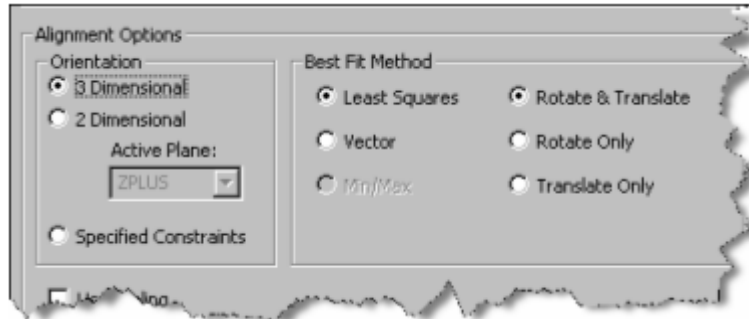 Alignment Options
Orientation
3 Dimensional
2 Dimensional
Active Plane:
ZPLUS
Specified Constraints
Best Fit Method
Least Squares
Rotate & Translate
Vector
Rotate Only
Min/Max
Translate Only